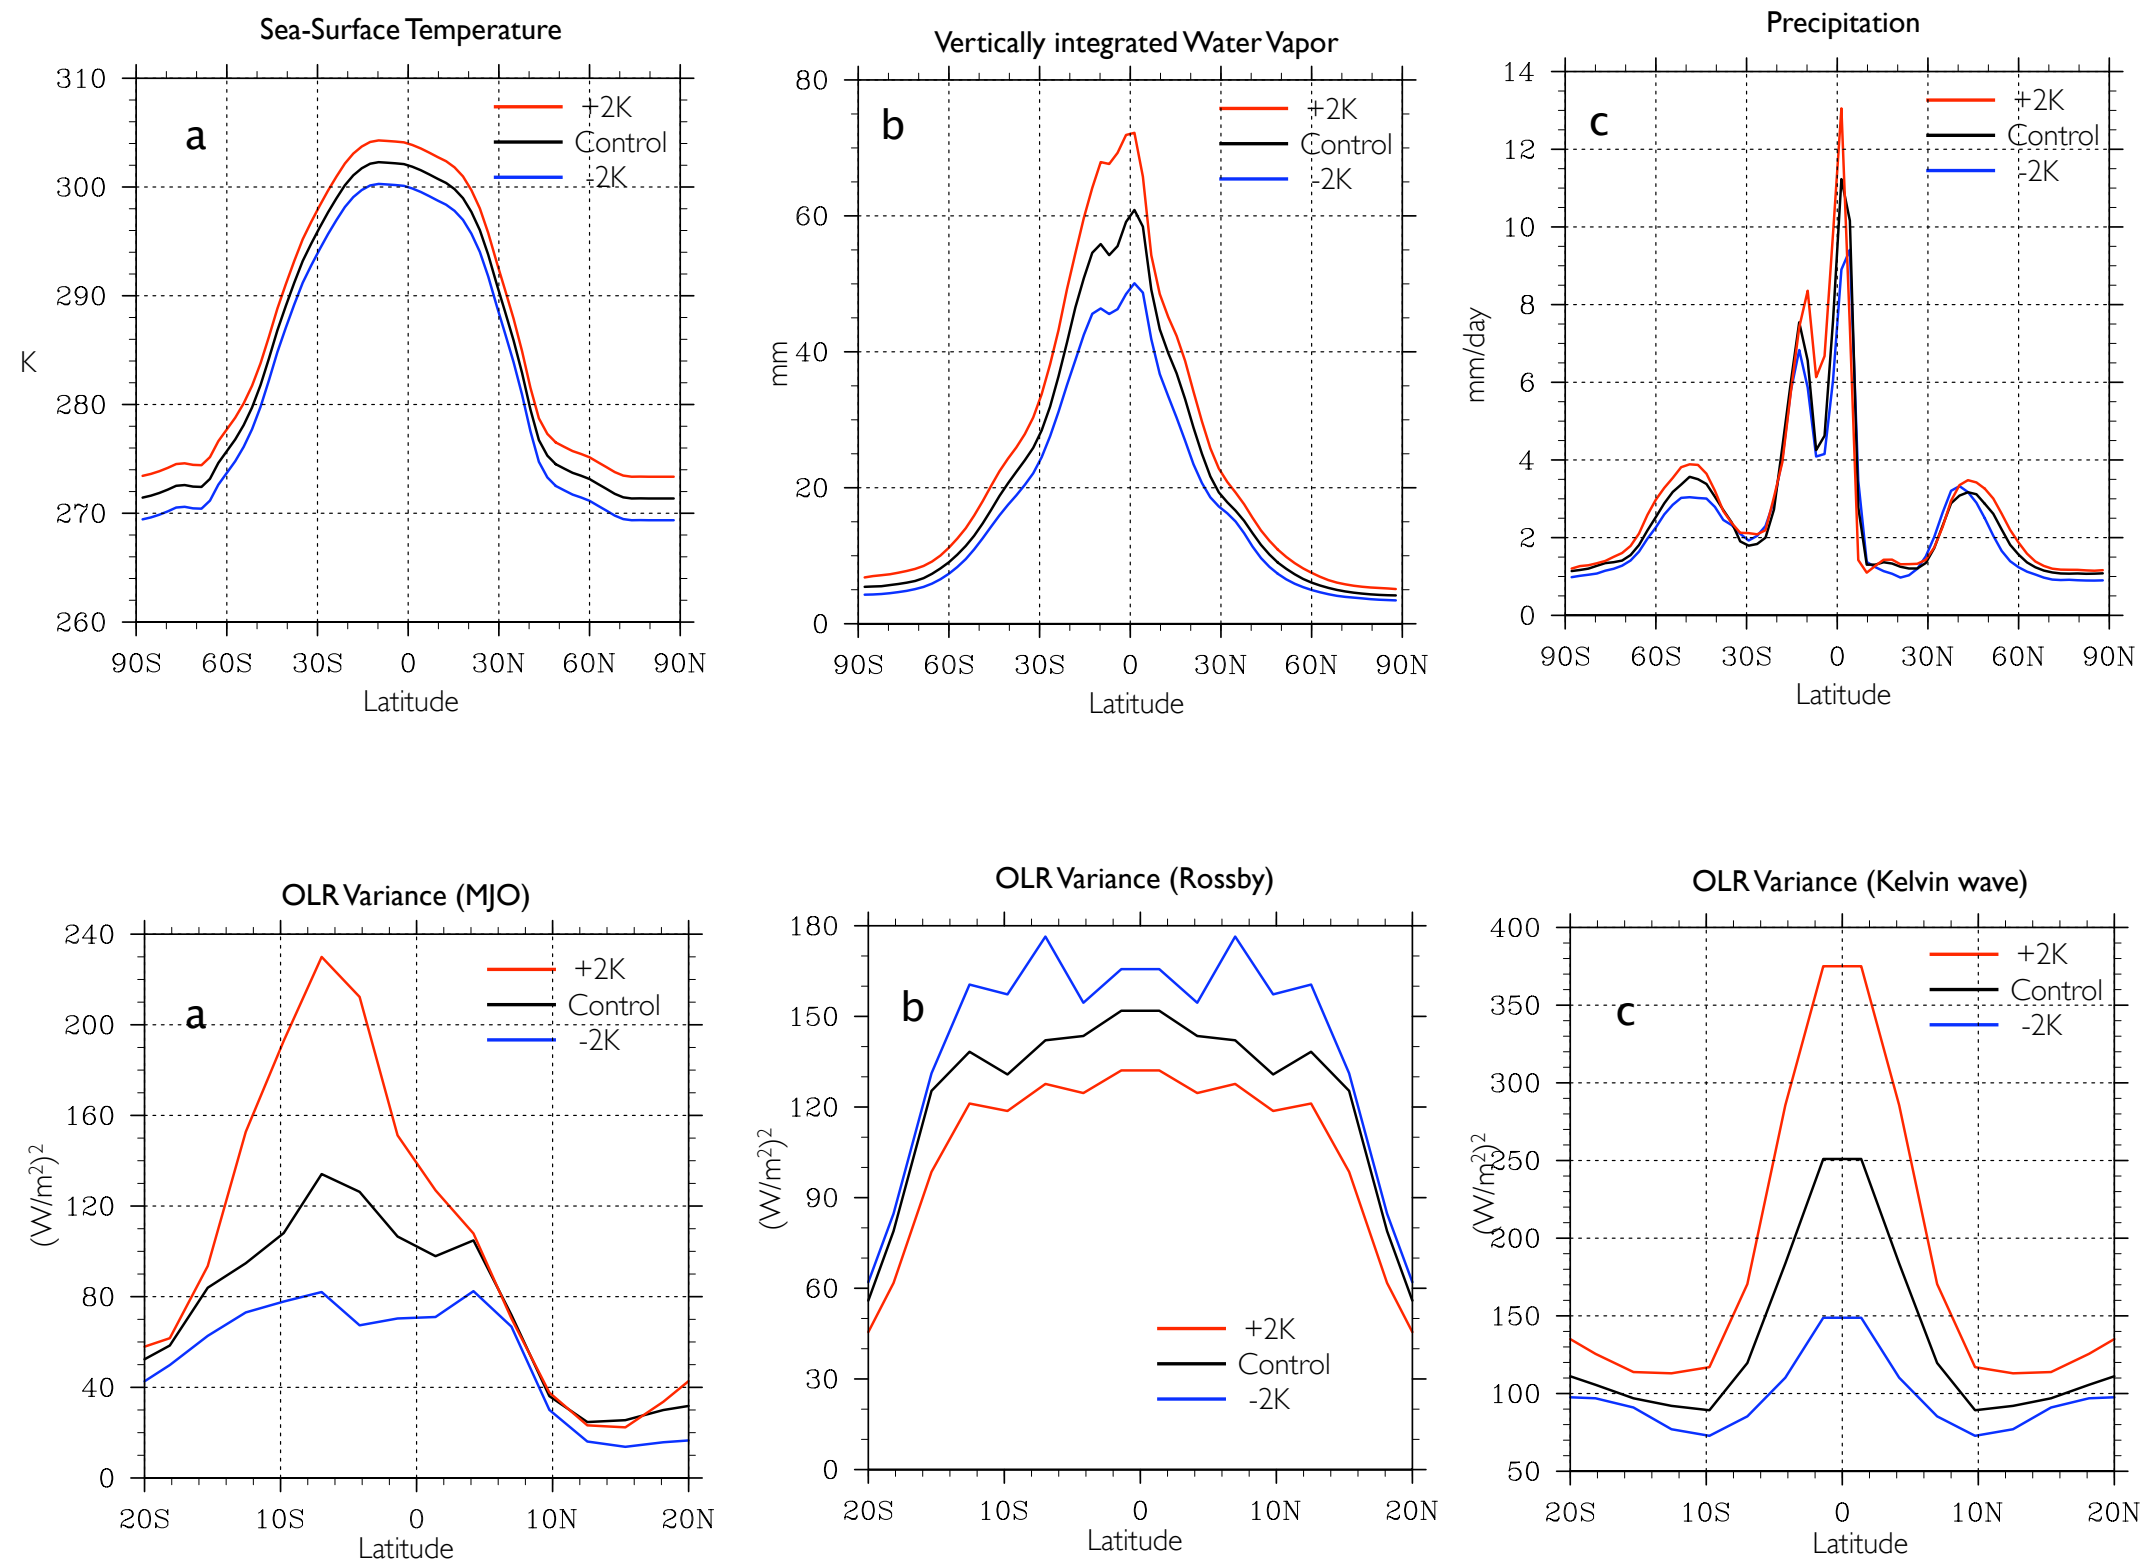 Sea-Surface Temperature
310
300
290
280
270
260
K
a
+2K
Control
-2K
90S 60S 30S 0 30N 60N 90N
Latitude
Vertically integrated Water Vapor
80
60
40
20
0
mm
b
+2K
Control
-2K
90S 60S 30S 0 30N 60N 90N
Latitude
Precipitation
14
12
10
8
6
4
2
0
mm/day
c
+2K
Control
-2K
90S 60S 30S 0 30N 60N 90N
Latitude
OLR Variance (MJO)
240
200
160
120
80
40
0
(W/m²)²
a
+2K
Control
-2K
20S 10S 0 10N 20N
Latitude
OLR Variance (Rossby)
180
150
120
90
60
30
0
(W/m²)²
b
+2K
Control
-2K
20S 10S 0 10N 20N
Latitude
OLR Variance (Kelvin wave)
400
350
300
250
200
150
100
50
(W/m²)²
c
+2K
Control
-2K
20S 10S 0 10N 20N
Latitude